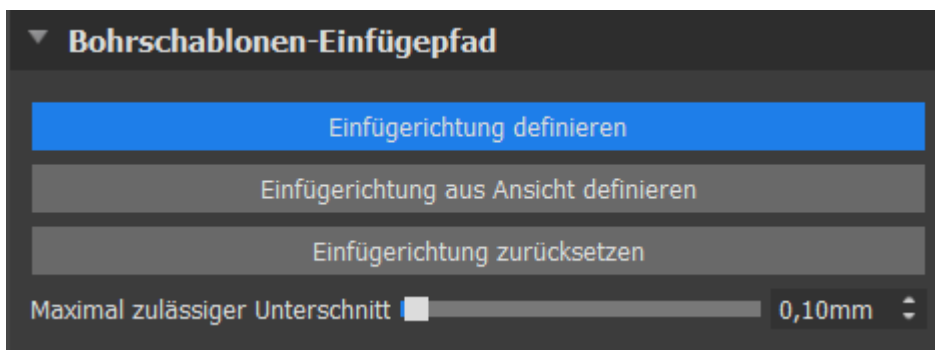 Bohrschablonen-Einfügepfad
Einfügerichtung definieren
Einfügerichtung aus Ansicht definieren
Einfügerichtung zurücksetzen
Maximal zulässiger Unterschnitt 0,10mm